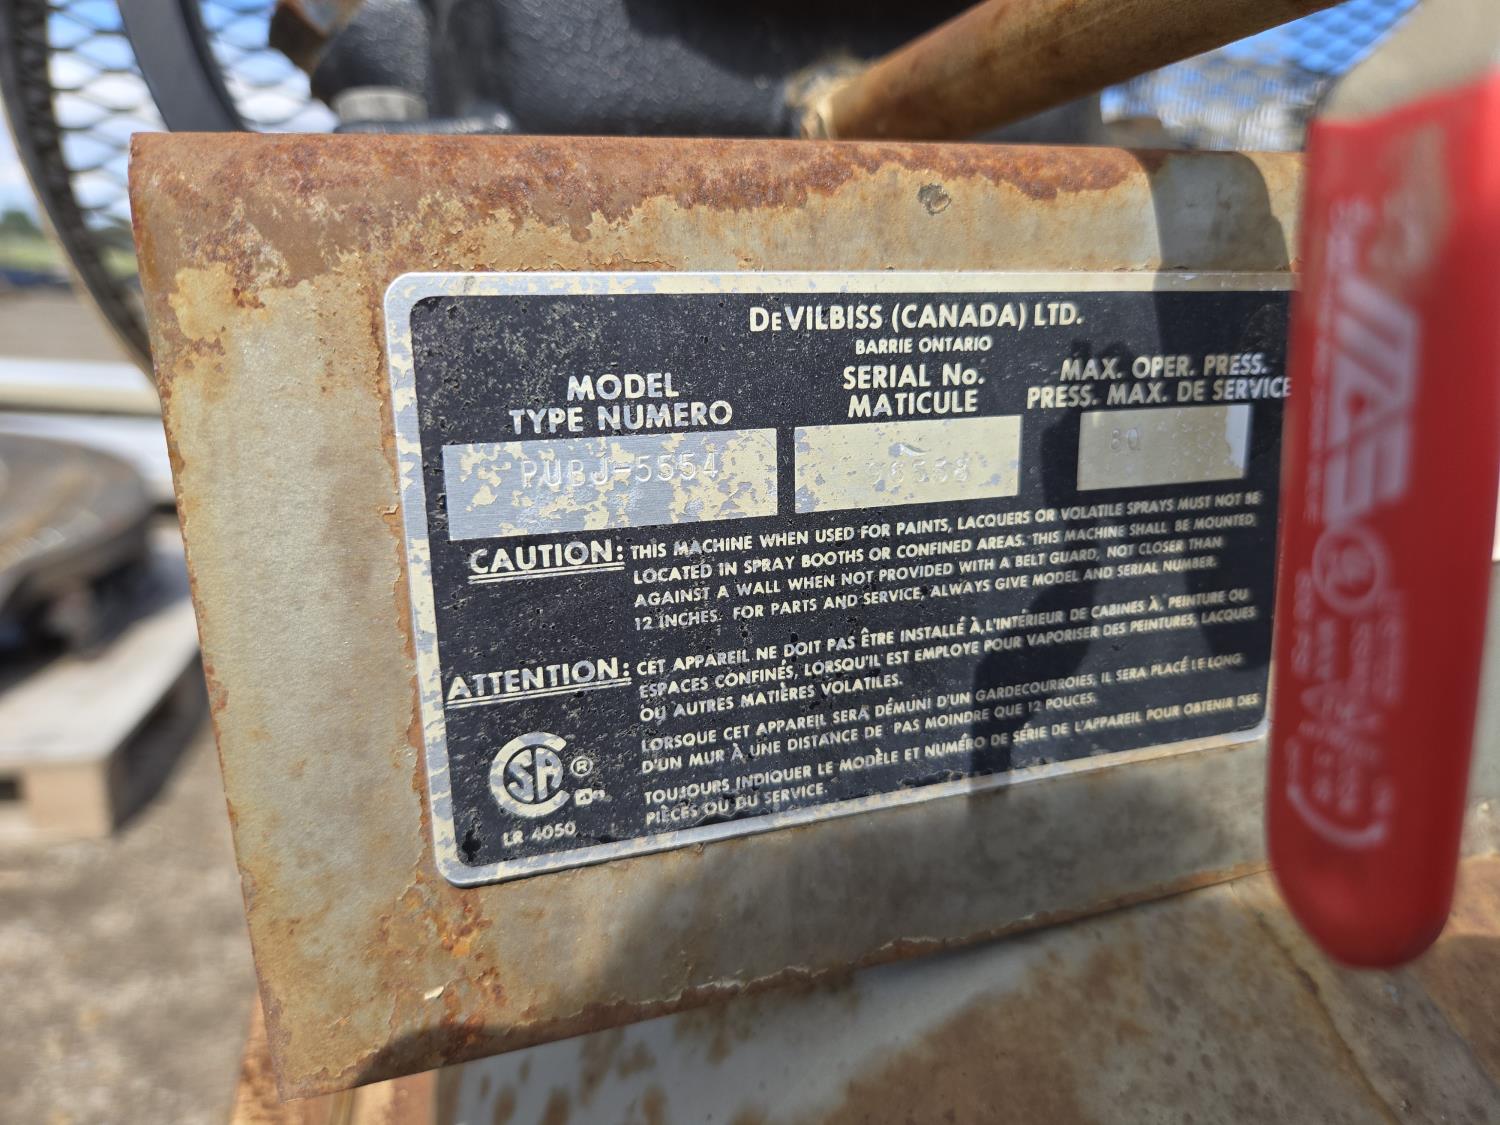 DEVILBISS (CANADA) LTD.
BARRIE ONTARIO
MODEL
TYPE NUMERO
SERIAL No.
MATICULE
MAX. OPER. PRESS.
PRESS. MAX. DE SERVICE
PUBJ-5554
80
CAUTION: THIS MACHINE WHEN USED FOR PAINTS, LACQUERS OR VOLATILE SPRAYS MUST NOT BE
LOCATED IN SPRAY BOOTHS OR CONFINED AREAS. THIS MACHINE SHALL BE MOUNTED
AGAINST A WALL WHEN NOT PROVIDED WITH A BELT GUARD, NOT CLOSER THAN
12 INCHES. FOR PARTS AND SERVICE, ALWAYS GIVE MODEL AND SERIAL NUMBER.
ATTENTION: CET APPAREIL NE DOIT PAS ÊTRE INSTALLÉ À, L'INTÉRIEUR DE CABINES À, PEINTURE OU
ESPACES CONFINÉS, LORSQU'IL EST EMPLOYE POUR VAPORISER DES PEINTURES, LACQUES
OU AUTRES MATIÈRES VOLATILES.
LORSQUE CET APPAREIL SERA DÉMUNI D'UN GARDECOURROIES, IL SERA PLACÉ LE LONG
D'UN MUR À UNE DISTANCE DE PAS MOINDRE QUE 12 POUCES.
TOUJOURS INDIQUER LE MODÈLE ET NUMÉRO DE SÉRIE DE L'APPAREIL POUR OBTENIR DES
PIÈCES OU DU SERVICE.
CSA ®
LR 4050